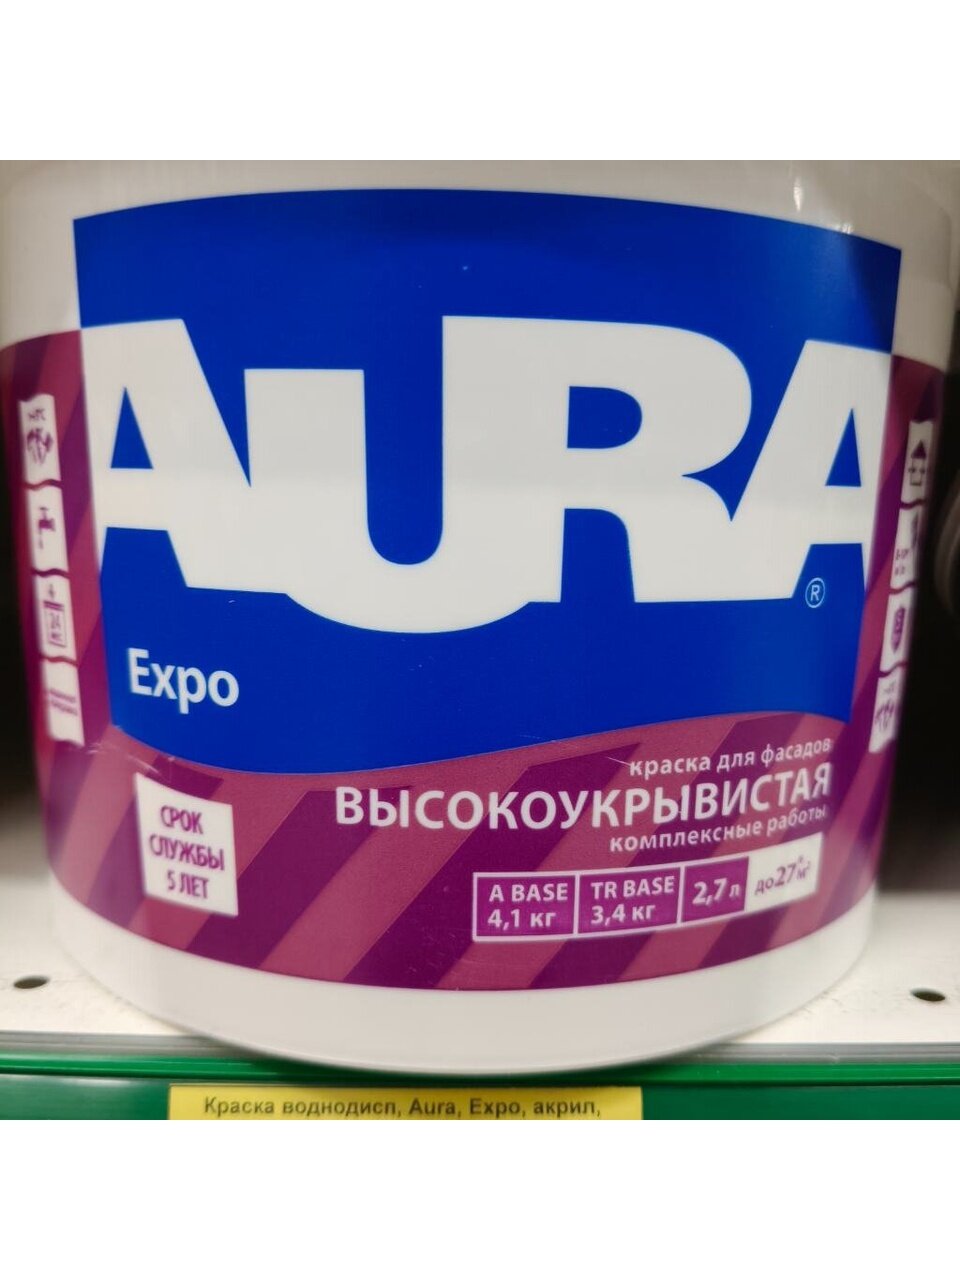 AURA
®
Expo
краска для фасадов
ВЫСОКОУКРЫВИСТАЯ
комплексные работы
СРОК
СЛУЖБЫ
5 ЛЕТ
A BASE
4,1 кг
TR BASE
3,4 кг
2,7 л
до 27 м²
Краска воднодисп, Aura, Expo, акрил,